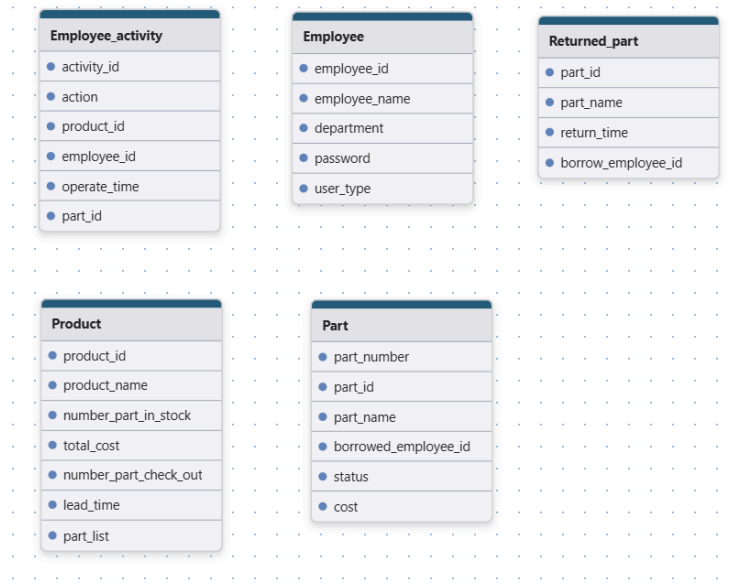 Employee_activity
activity_id
action
product_id
employee_id
operate_time
part_id
Employee
employee_id
employee_name
department
password
user_type
Returned_part
part_id
part_name
return_time
borrow_employee_id
Product
product_id
product_name
number_part_in_stock
total_cost
number_part_check_out
lead_time
part_list
Part
part_number
part_id
part_name
borrowed_employee_id
status
cost